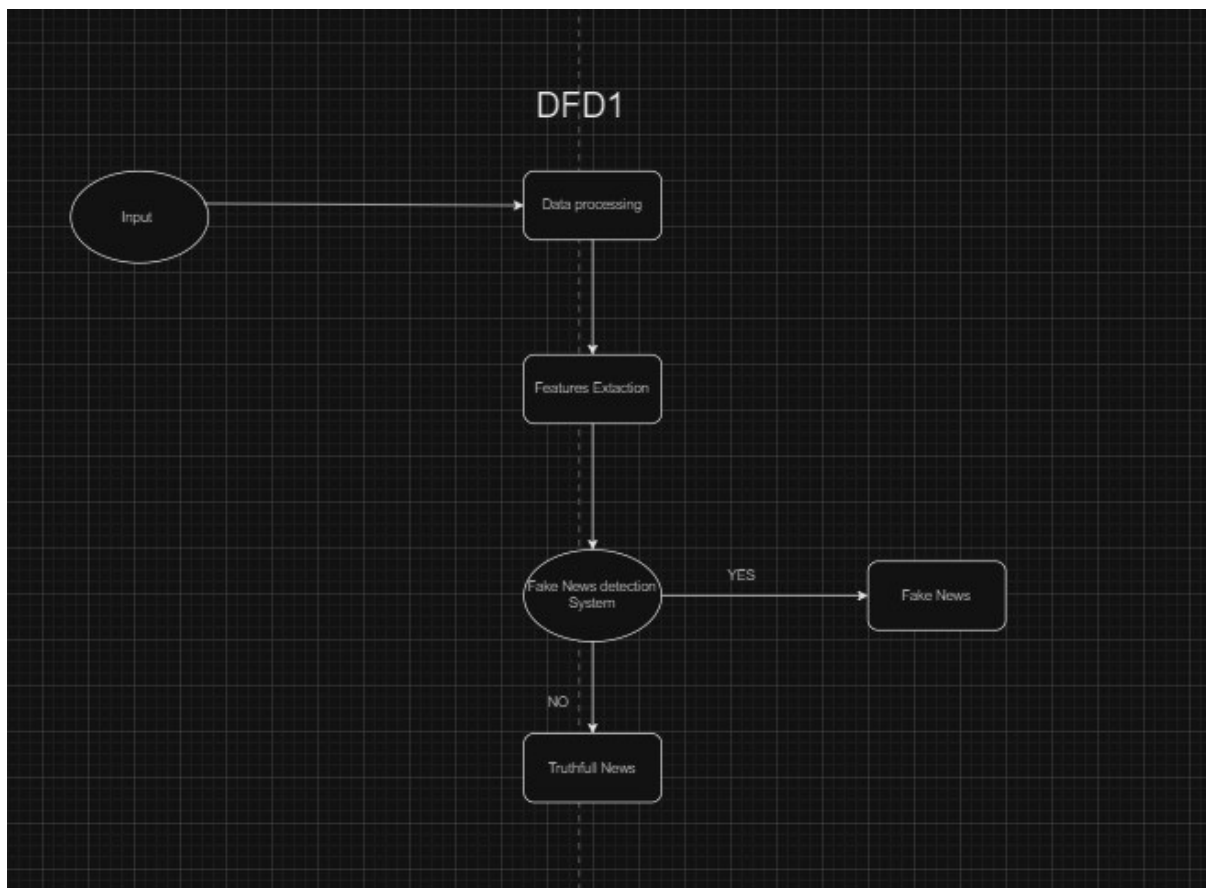 DFD1
Input
Data processing
Features Extaction
Fake News detection
System
YES
Fake News
NO
Truthfull News